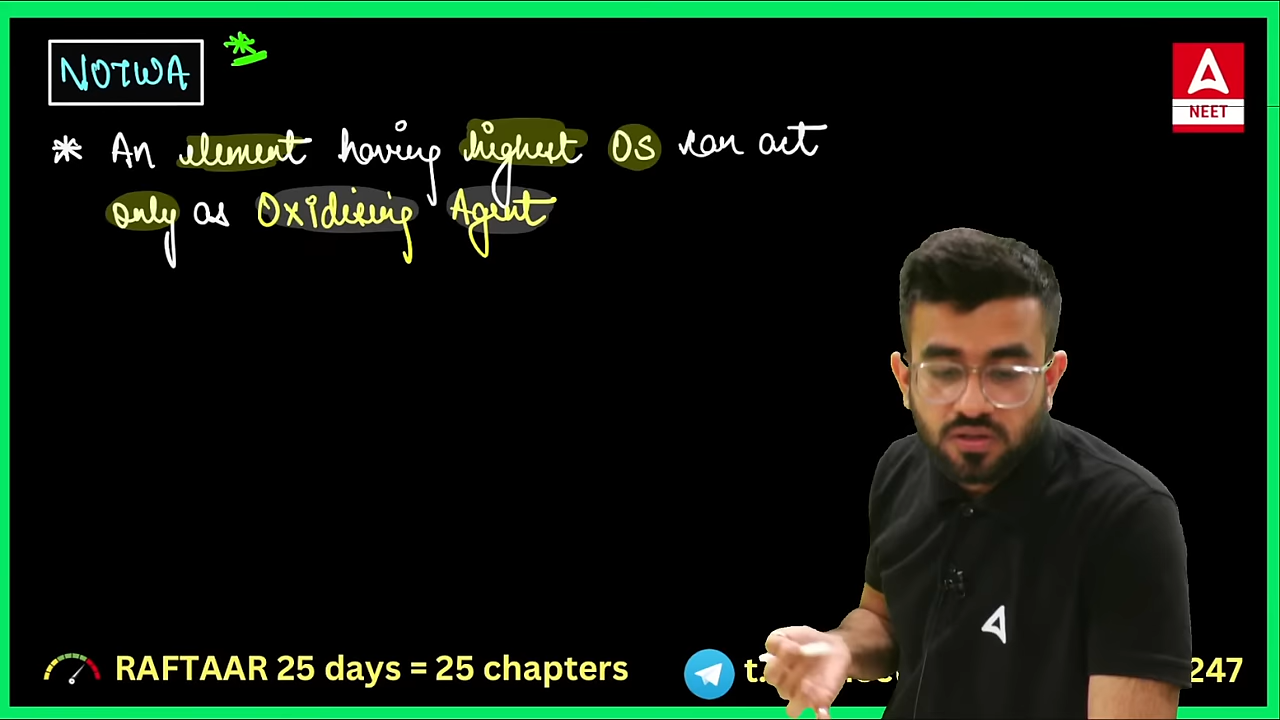 NOTWA *
* An element having highest OS can act
only as Oxidising Agent
NEET
RAFTAAR 25 days = 25 chapters
247